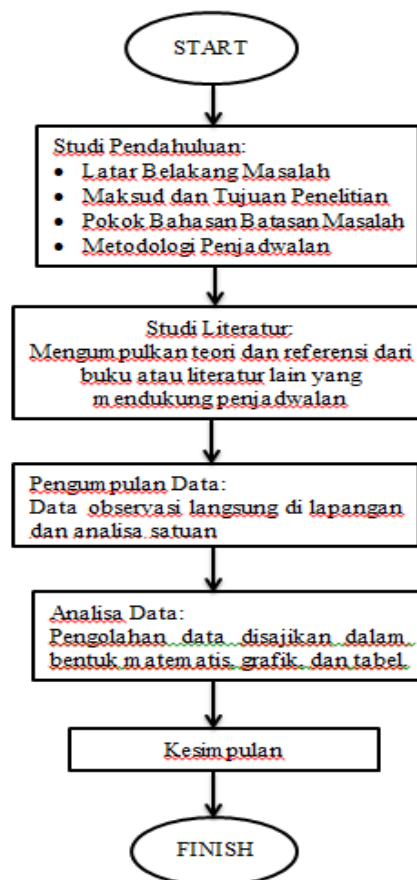 START
Studi Pendahuluan:
• Latar Belakang Masalah
• Maksud dan Tujuan Penelitian
• Pokok Bahasan Batasan Masalah
• Metodologi Penjadwalan
Studi Literatur:
Mengumpulkan teori dan referensi dari
buku atau literatur lain yang
mendukung penjadwalan
Pengumpulan Data:
Data observasi langsung di lapangan
dan analisa satuan
Analisa Data:
Pengolahan data disajikan dalam
bentuk matematis, grafik, dan tabel.
Kesimpulan
FINISH